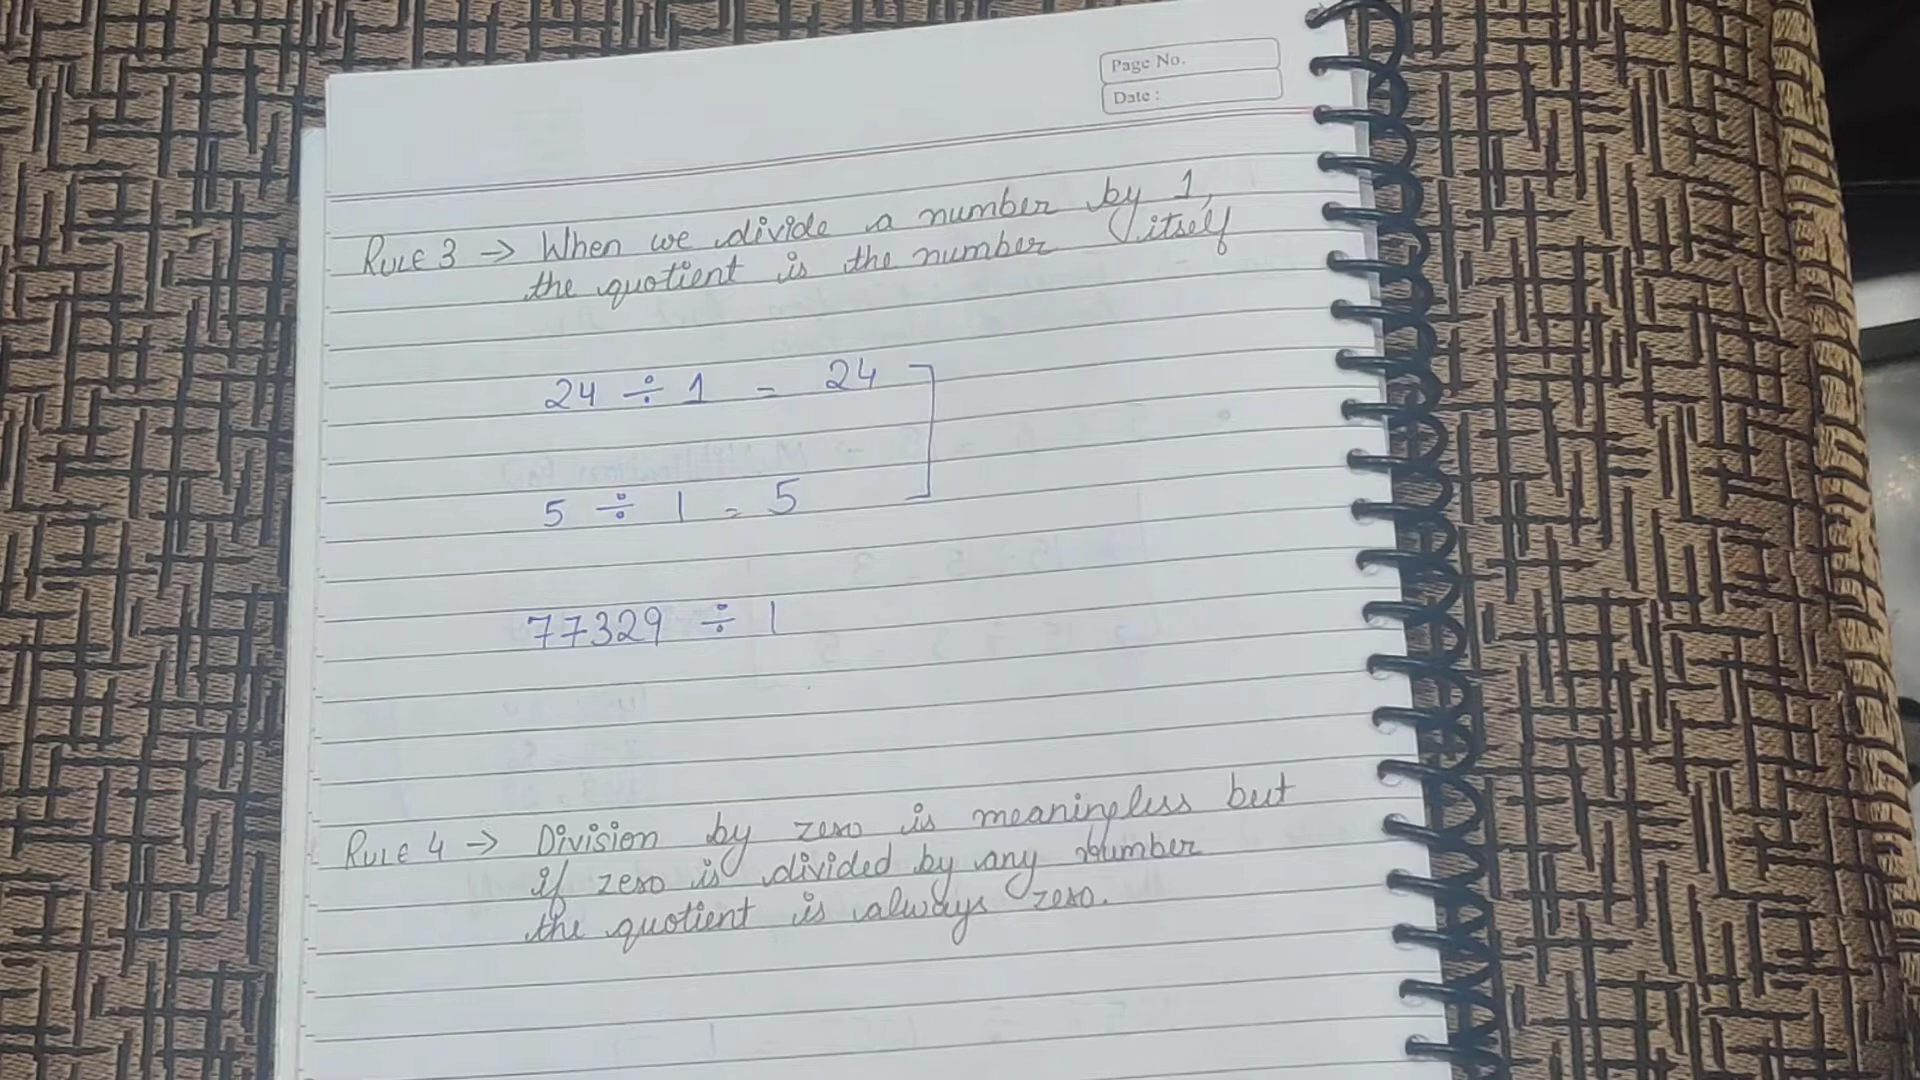 Page No.
Date :
Rule 3 → When we divide a number by 1,
the quotient is the number itself
24 ÷ 1 = 24
5 ÷ 1 = 5
77329 ÷ 1
Rule 4 → Division by zero is meaningless but
if zero is divided by any number
the quotient is always zero.